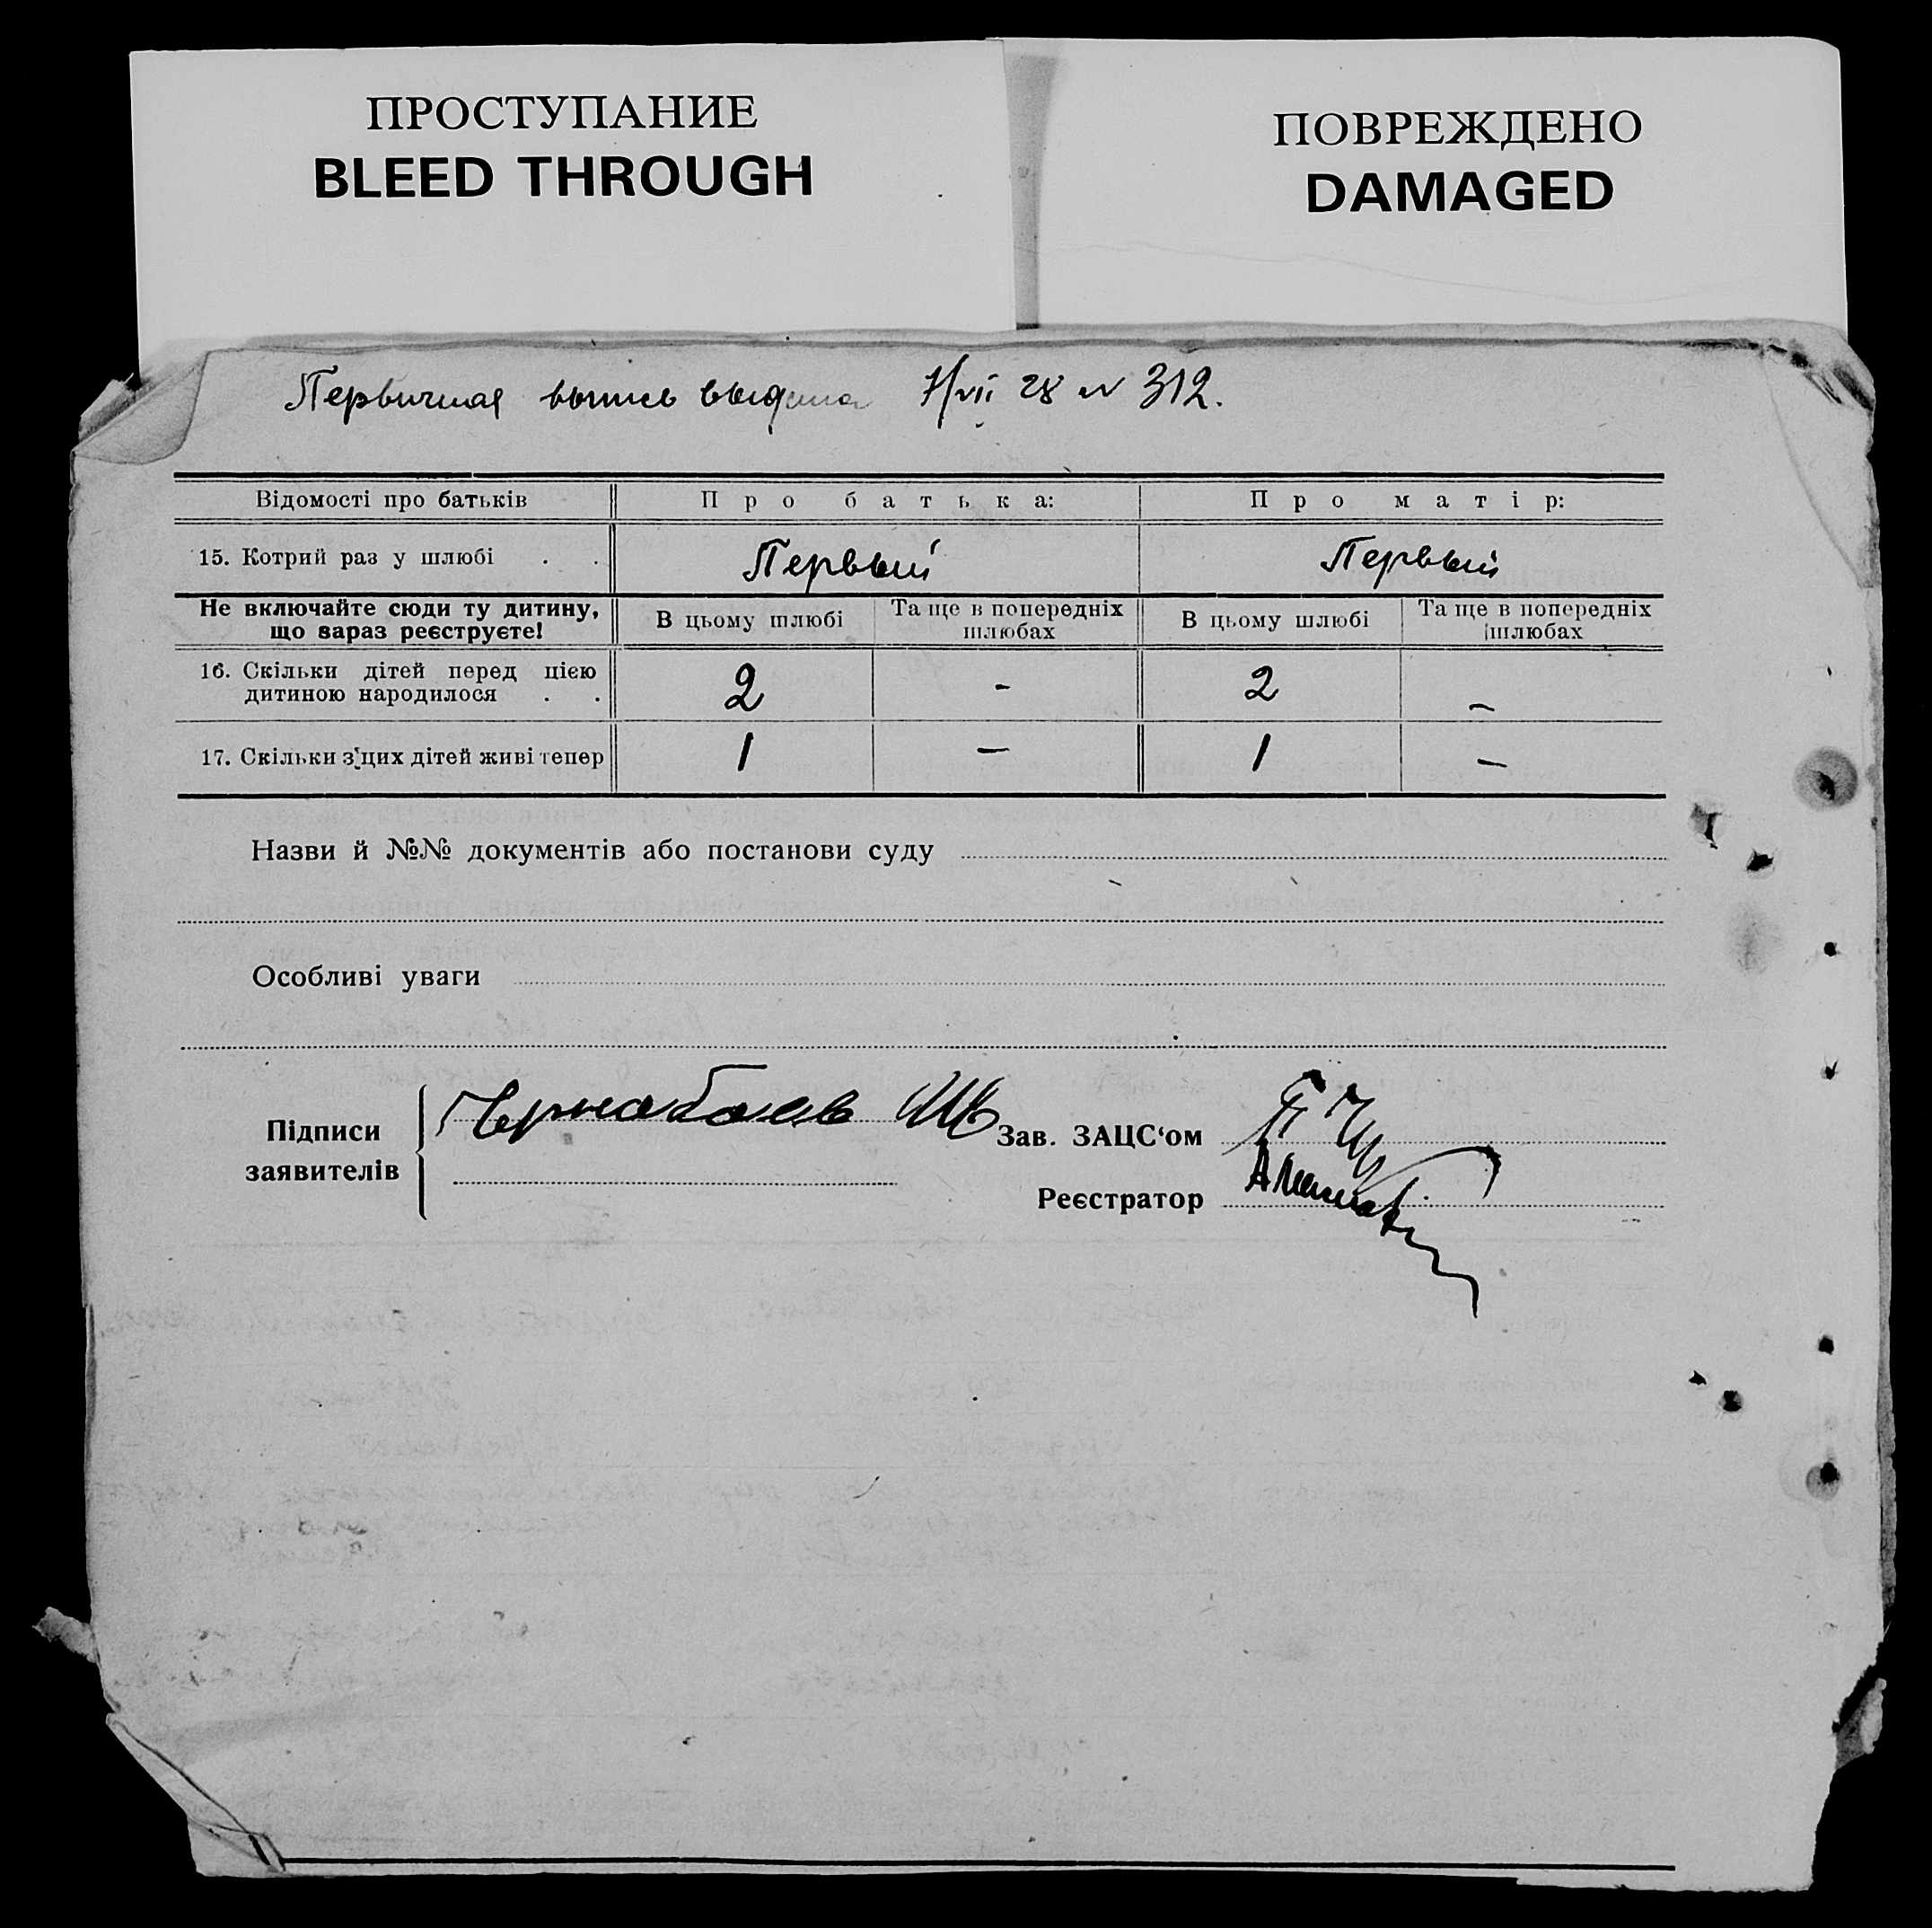 ПРОСТУПАНИЕ
BLEED THROUGH
ПОВРЕЖДЕНО
DAMAGED
Первичная выпись выдана 7/VII 28 N 312.
Відомості про батьків Про батька: Про матір:
15. Котрий раз у шлюбі . . Первый Первый
Не включайте сюди ту дитину,
що зараз реєструєте!
В цьому шлюбі
Та ще в попередніх
шлюбах
В цьому шлюбі
Та ще в попередніх
шлюбах
16. Скільки дітей перед цією
дитиною народилося . . 2 - 2 -
17. Скільки з цих дітей живі тепер 1 — 1 —
Назви й №№ документів або постанови суду
Особливі уваги
Підписи
заявителів
Чернобаев
Зав. ЗАЦС‘ом
Реєстратор